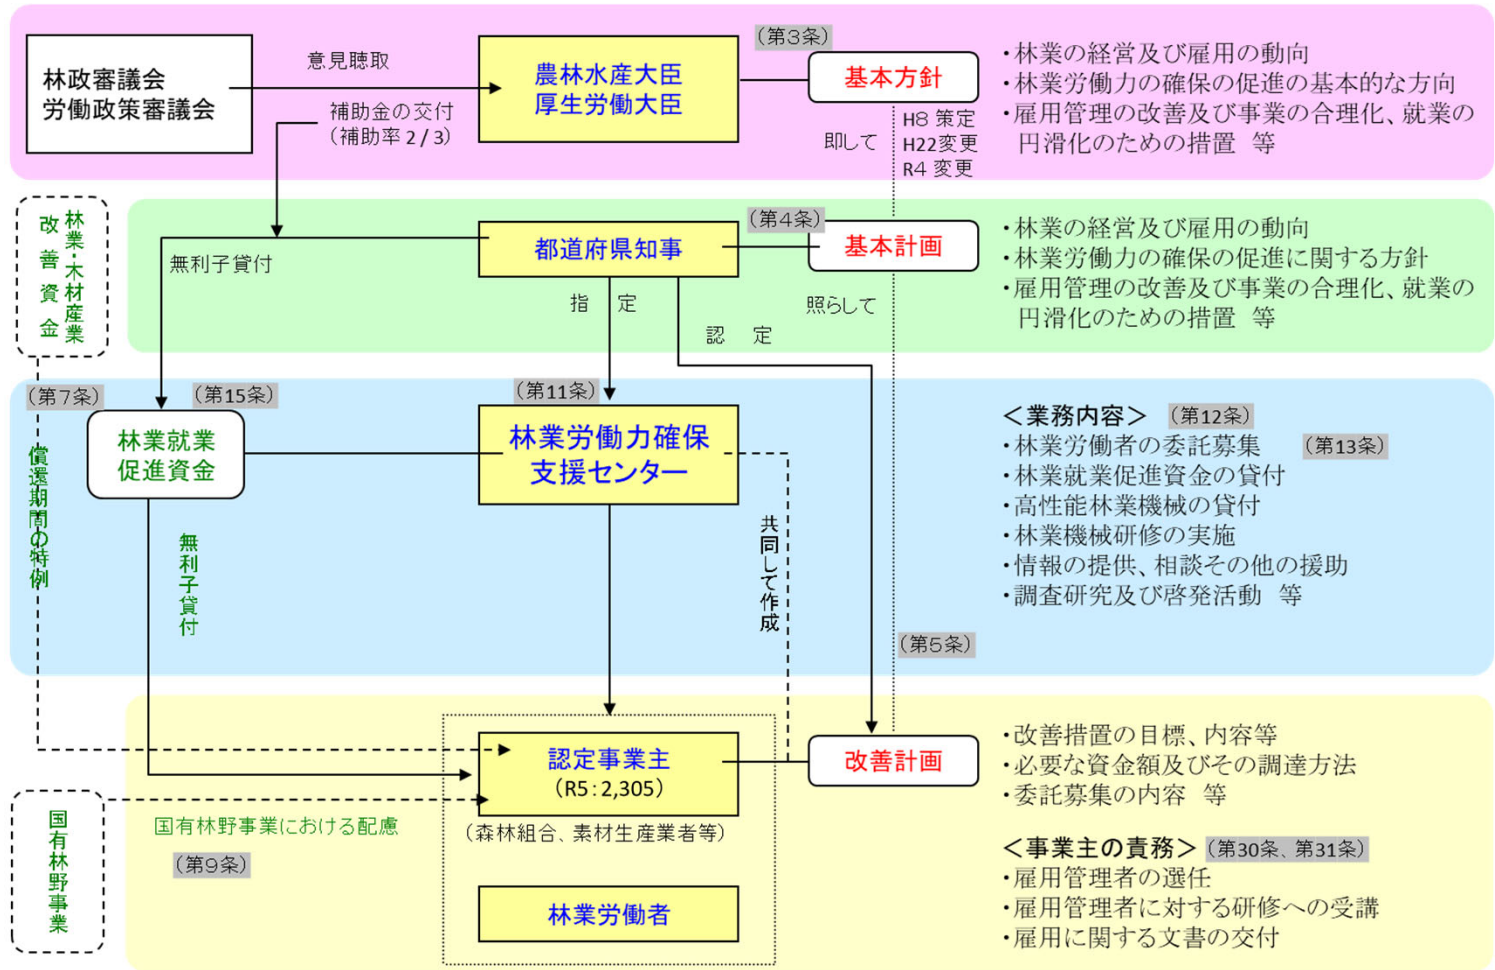 林政審議会
労働政策審議会
意見聴取
補助金の交付
（補助率２/３）
農林水産大臣
厚生労働大臣
（第３条）
基本方針
即して
H8 策定
H22変更
R4 変更
・林業の経営及び雇用の動向
・林業労働力の確保の促進の基本的な方向
・雇用管理の改善及び事業の合理化、就業の
円滑化のための措置　等
林業・木材産業
改善資金
無利子貸付
都道府県知事
（第４条）
基本計画
指　定
認　定
照らして
・林業の経営及び雇用の動向
・林業労働力の確保の促進に関する方針
・雇用管理の改善及び事業の合理化、就業の
円滑化のための措置　等
（第７条）
（第15条）
林業就業
促進資金
償還期間の特例
無利子貸付
（第11条）
林業労働力確保
支援センター
共同して作成
（第５条）
＜業務内容＞　（第12条）
・林業労働者の委託募集　（第13条）
・林業就業促進資金の貸付
・高性能林業機械の貸付
・林業機械研修の実施
・情報の提供、相談その他の援助
・調査研究及び啓発活動　等
認定事業主
（R5：2,305）
（森林組合、素材生産業者等）
改善計画
・改善措置の目標、内容等
・必要な資金額及びその調達方法
・委託募集の内容　等
国有林野事業
国有林野事業における配慮
（第９条）
林業労働者
＜事業主の責務＞（第30条、第31条）
・雇用管理者の選任
・雇用管理者に対する研修への受講
・雇用に関する文書の交付